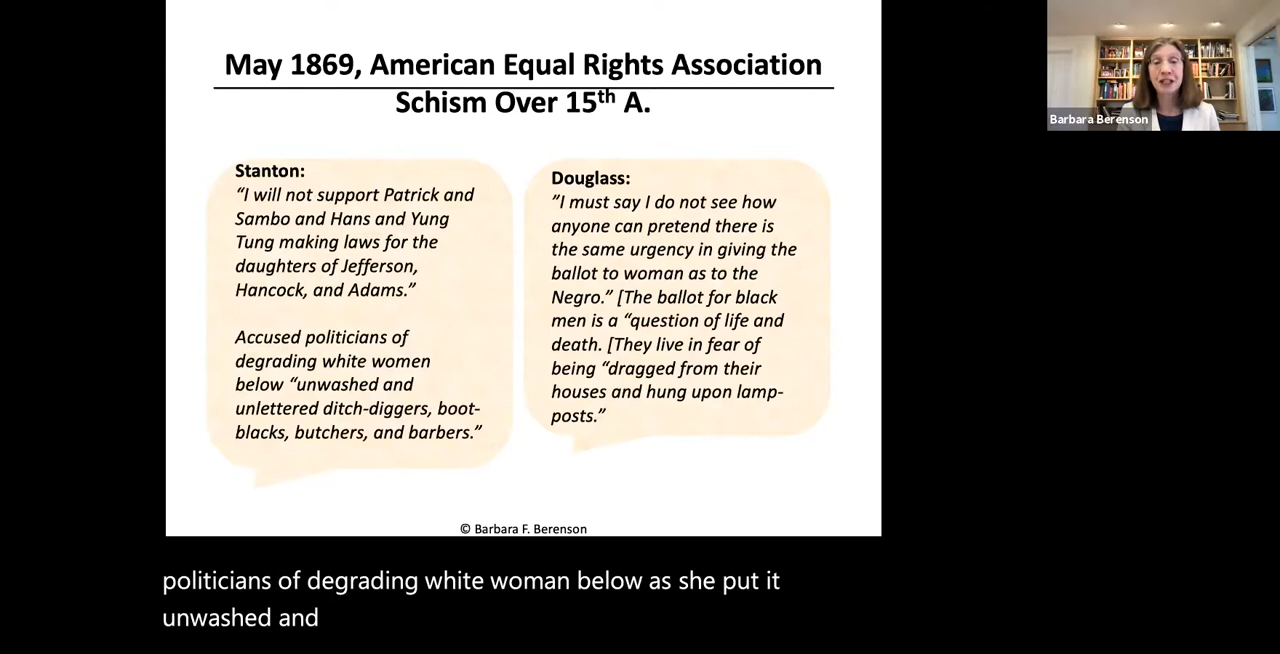 May 1869, American Equal Rights Association
Schism Over 15th A.
Barbara Berenson
Stanton:
“I will not support Patrick and
Sambo and Hans and Yung
Tung making laws for the
daughters of Jefferson,
Hancock, and Adams.”
Accused politicians of
degrading white women
below “unwashed and
unlettered ditch-diggers, boot-
blacks, butchers, and barbers.”
Douglass:
”I must say I do not see how
anyone can pretend there is
the same urgency in giving the
ballot to woman as to the
Negro.” [The ballot for black
men is a “question of life and
death. [They live in fear of
being “dragged from their
houses and hung upon lamp-
posts.”
© Barbara F. Berenson
politicians of degrading white woman below as she put it
unwashed and